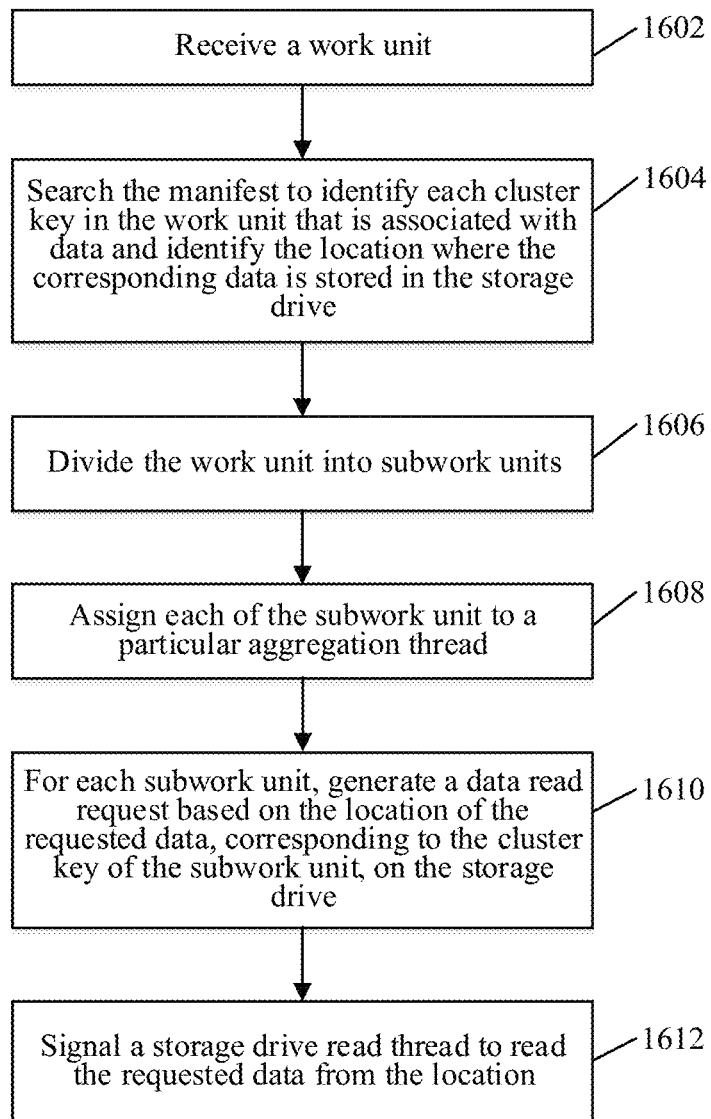 Receive a work unit
1602
Search the manifest to identify each cluster
key in the work unit that is associated with
data and identify the location where the
corresponding data is stored in the storage
drive
1604
Divide the work unit into subwork units
1606
Assign each of the subwork unit to a
particular aggregation thread
1608
For each subwork unit, generate a data read
request based on the location of the
requested data, corresponding to the cluster
key of the subwork unit, on the storage
drive
1610
Signal a storage drive read thread to read
the requested data from the location
1612